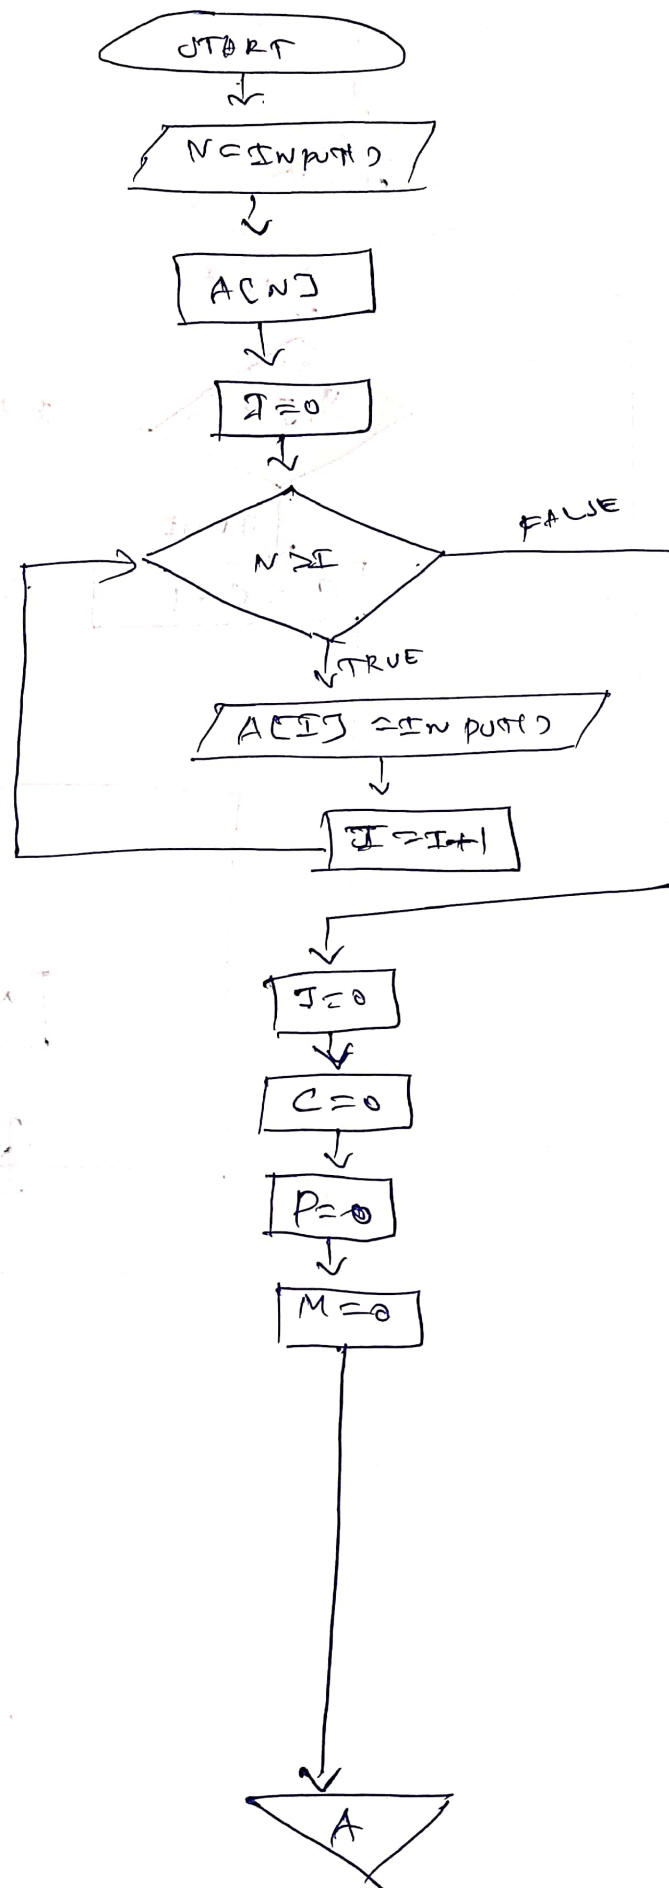 START
N=INPUT()
A[N]
I=0
N>I
FALSE
TRUE
A[I] =INPUT()
I=I+1
J=0
C=0
P=0
M=0
A